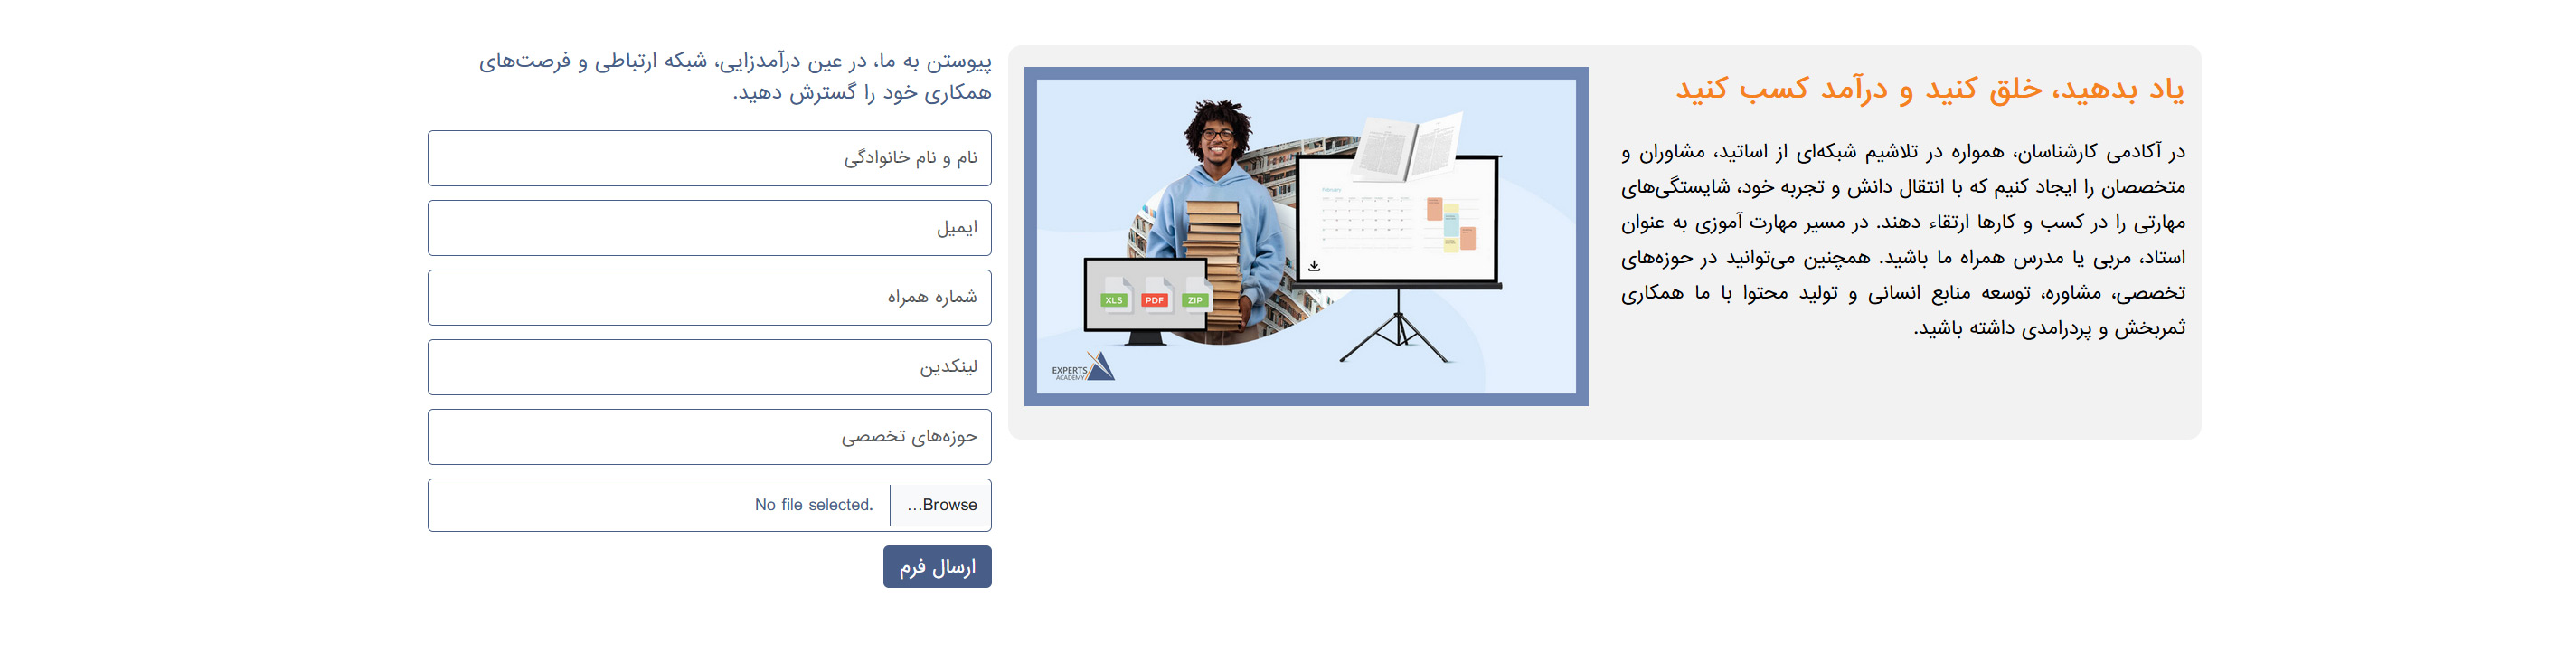 یاد بدهید، خلق کنید و درآمد کسب کنید
در آکادمی کارشناسان، همواره در تلاشیم شبکه‌ای از اساتید، مشاوران و
متخصصان را ایجاد کنیم که با انتقال دانش و تجربه خود، شایستگی‌های
مهارتی را در کسب و کارها ارتقاء دهند. در مسیر مهارت آموزی به عنوان
استاد، مربی یا مدرس همراه ما باشید. همچنین می‌توانید در حوزه‌های
تخصصی، مشاوره، توسعه منابع انسانی و تولید محتوا با ما همکاری
ثمربخش و پردرامدی داشته باشید.
February
XLS PDF ZIP
EXPERTS
ACADEMY
پیوستن به ما، در عین درآمدزایی، شبکه ارتباطی و فرصت‌های
همکاری خود را گسترش دهید.
نام و نام خانوادگی
ایمیل
شماره همراه
لینکدین
حوزه‌های تخصصی
Browse… No file selected.
ارسال فرم